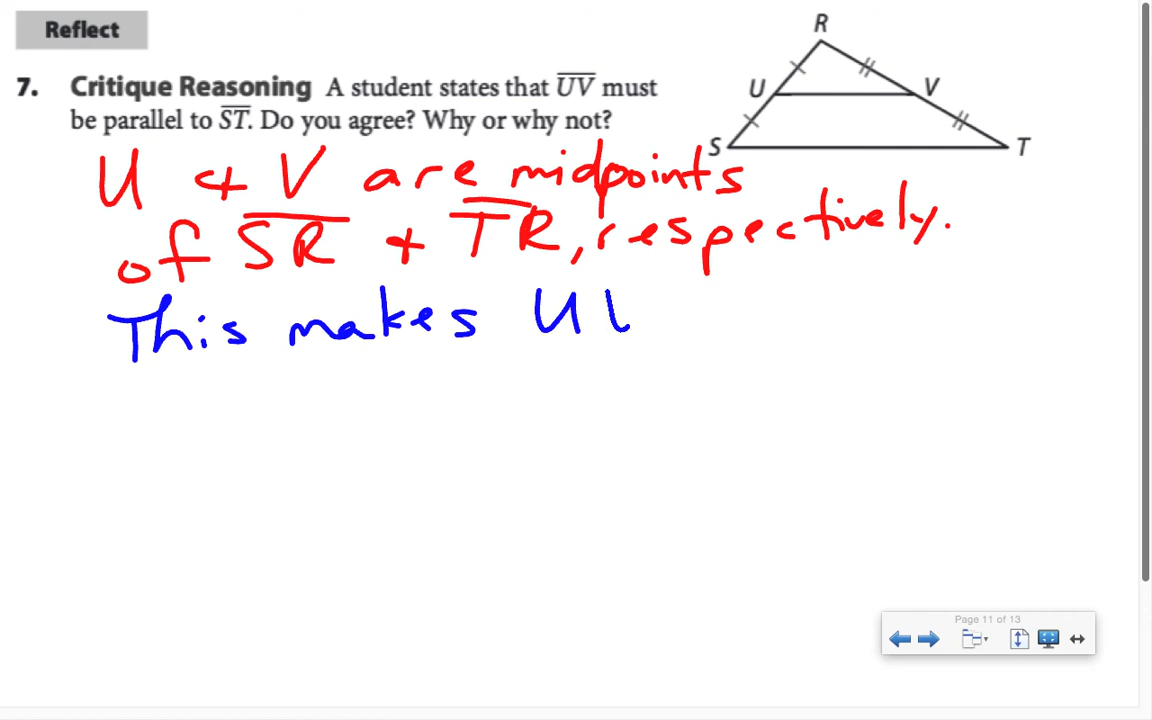 Reflect
7. Critique Reasoning A student states that UV must
be parallel to ST. Do you agree? Why or why not?
R
U
V
S
T
U + V are midpoints
of SR + TR, respectively.
This makes U
Page 11 of 13